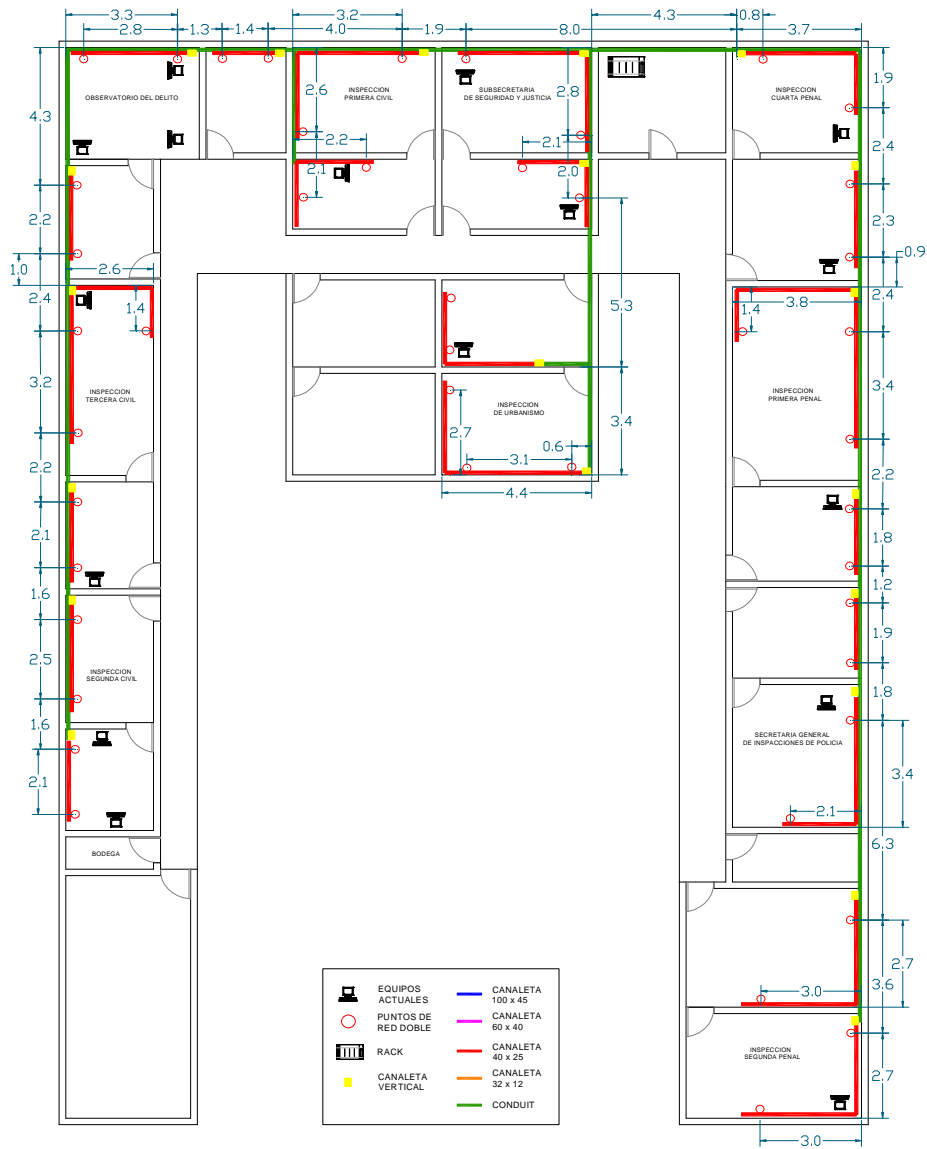 3.3
3.2
4.3
0.8
2.8
1.3
1.4
4.0
1.9
8.0
3.7
OBSERVATORIO DEL DELITO
INSPECCION
PRIMERA CIVIL
SUBSECRETARIA
DE SEGURIDAD Y JUSTICIA
INSPECCION
CUARTA PENAL
4.3
2.6
2.8
1.9
2.2
2.1
2.4
2.1
2.0
2.2
2.3
1.0
2.6
0.9
2.4
1.4
5.3
3.8
1.4
2.4
3.2
INSPECCION
TERCERA CIVIL
INSPECCION
DE URBANISMO
INSPECCION
PRIMERA PENAL
3.4
2.7
0.6
3.1
3.4
4.4
2.2
2.2
2.1
1.8
1.6
1.2
2.5
INSPECCION
SEGUNDA CIVIL
1.9
1.6
1.8
2.1
SECRETARIA GENERAL
DE INSPACCIONES DE POLICIA
3.4
2.1
6.3
BODEGA
2.7
3.6
3.0
INSPECCION
SEGUNDA PENAL
2.7
3.0
EQUIPOS
ACTUALES
PUNTOS DE
RED DOBLE
RACK
CANALETA
VERTICAL
CANALETA
100 x 45
CANALETA
60 x 40
CANALETA
40 x 25
CANALETA
32 x 12
CONDUIT